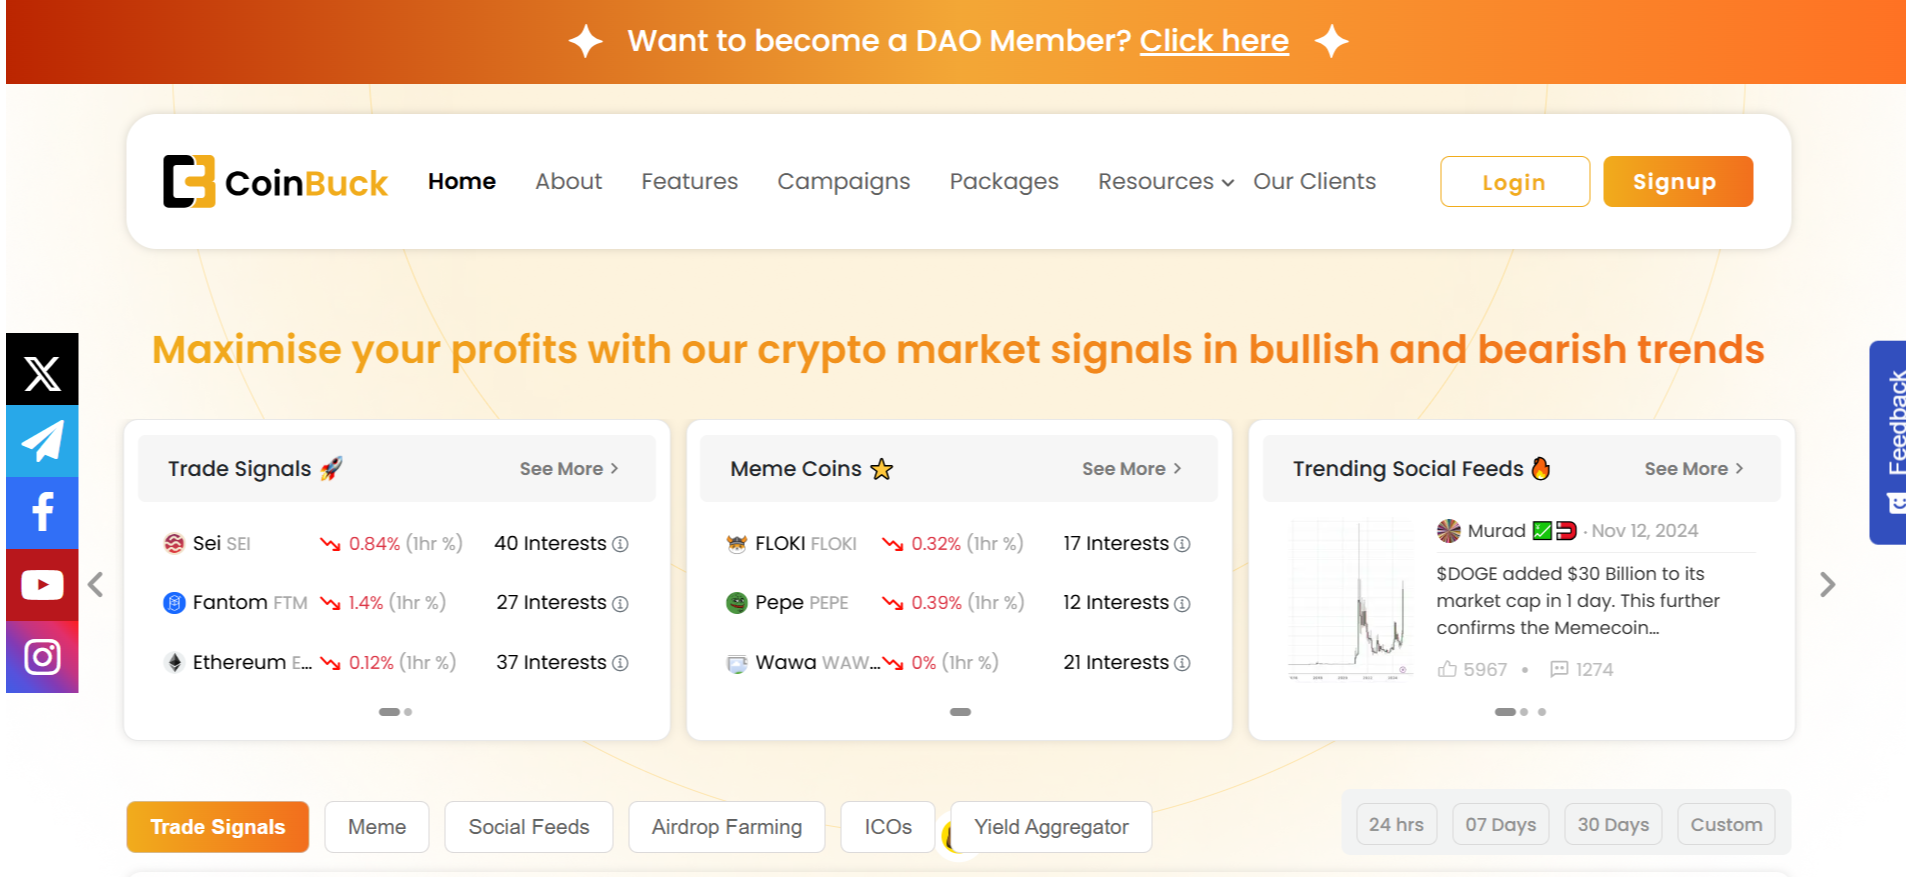 Want to become a DAO Member? Click here
CoinBuck
Home
About
Features
Campaigns
Packages
Resources
Our Clients
Login
Signup
Maximise your profits with our crypto market signals in bullish and bearish trends
Feedback
Trade Signals
See More
Sei SEI 0.84% (1hr %) 40 Interests
Fantom FTM 1.4% (1hr %) 27 Interests
Ethereum E... 0.12% (1hr %) 37 Interests
Meme Coins
See More
FLOKI FLOKI 0.32% (1hr %) 17 Interests
Pepe PEPE 0.39% (1hr %) 12 Interests
Wawa WAW... 0% (1hr %) 21 Interests
Trending Social Feeds
See More
Murad · Nov 12, 2024
$DOGE added $30 Billion to its
market cap in 1 day. This further
confirms the Memecoin...
5967 • 1274
Trade Signals
Meme
Social Feeds
Airdrop Farming
ICOs
Yield Aggregator
24 hrs
07 Days
30 Days
Custom